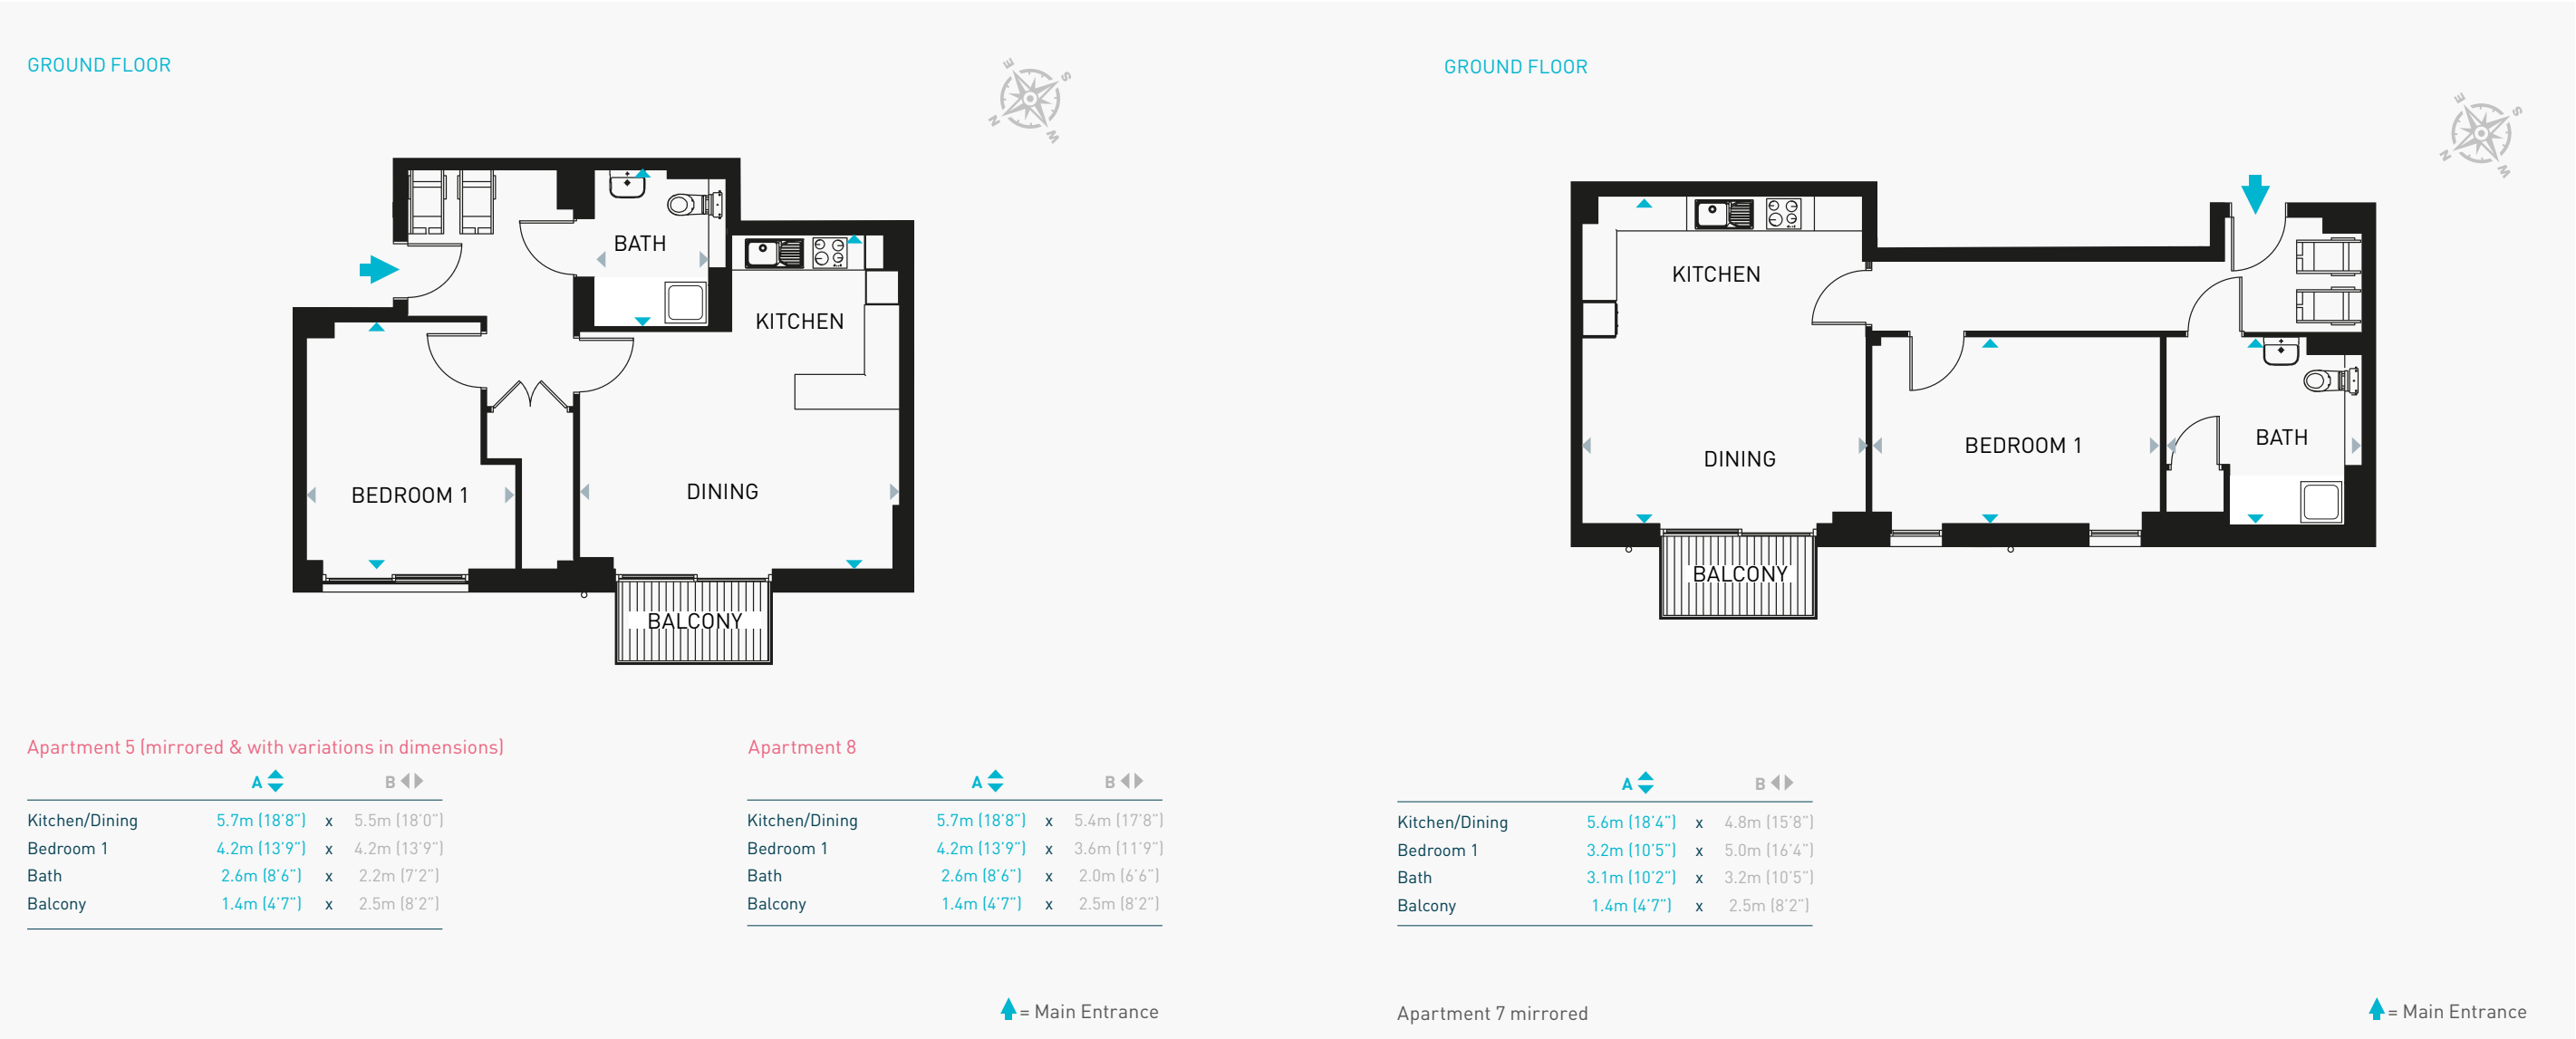 GROUND FLOOR
E
S
N
W
BATH
KITCHEN
BEDROOM 1
DINING
BALCONY
Apartment 5 (mirrored & with variations in dimensions)
A B
Kitchen/Dining 5.7m (18'8") x 5.5m (18'0")
Bedroom 1 4.2m (13'9") x 4.2m (13'9")
Bath 2.6m (8'6") x 2.2m (7'2")
Balcony 1.4m (4'7") x 2.5m (8'2")
Apartment 8
A B
Kitchen/Dining 5.7m (18'8") x 5.4m (17'8")
Bedroom 1 4.2m (13'9") x 3.6m (11'9")
Bath 2.6m (8'6") x 2.0m (6'6")
Balcony 1.4m (4'7") x 2.5m (8'2")
= Main Entrance
GROUND FLOOR
E
S
N
W
KITCHEN
BATH
BEDROOM 1
DINING
BALCONY
A B
Kitchen/Dining 5.6m (18'4") x 4.8m (15'8")
Bedroom 1 3.2m (10'5") x 5.0m (16'4")
Bath 3.1m (10'2") x 3.2m (10'5")
Balcony 1.4m (4'7") x 2.5m (8'2")
Apartment 7 mirrored
= Main Entrance